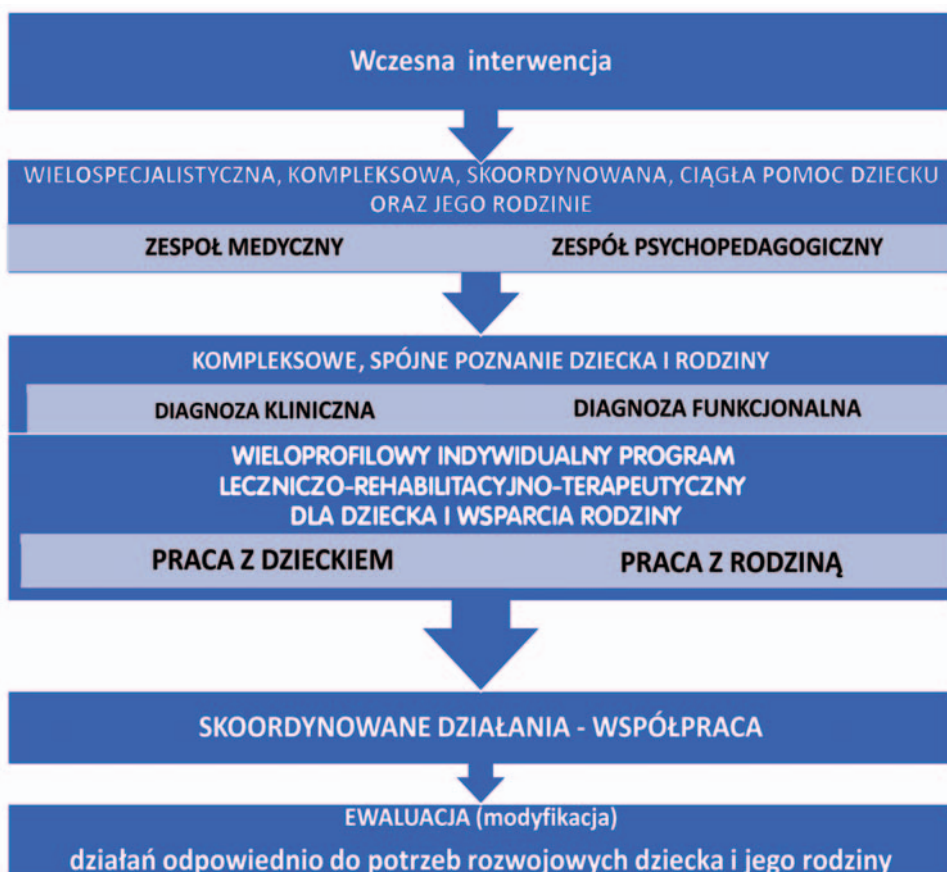 Wczesna interwencja
WIELOSPECJALISTYCZNA, KOMPLEKSOWA, SKOORDYNOWANA, CIĄGŁA POMOC DZIECKU
ORAZ JEGO RODZINIE
ZESPOŁ MEDYCZNY ZESPÓŁ PSYCHOPEDAGOGICZNY
KOMPLEKSOWE, SPÓJNE POZNANIE DZIECKA I RODZINY
DIAGNOZA KLINICZNA DIAGNOZA FUNKCJONALNA
WIELOPROFILOWY INDYWIDUALNY PROGRAM
LECZNICZO-REHABILITACYJNO-TERAPEUTYCZNY
DLA DZIECKA I WSPARCIA RODZINY
PRACA Z DZIECKIEM PRACA Z RODZINĄ
SKOORDYNOWANE DZIAŁANIA - WSPÓŁPRACA
EWALUACJA (modyfikacja)
działań odpowiednio do potrzeb rozwojowych dziecka i jego rodziny